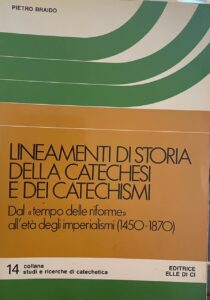 PIETRO BRAIDO
LINEAMENTI DI STORIA
DELLA CATECHESI
E DEI CATECHISMI
Dal «tempo delle riforme»
all'età degli imperialismi (1450-1870)
14 collana
studi e ricerche di catechetica
EDITRICE
ELLE DI CI